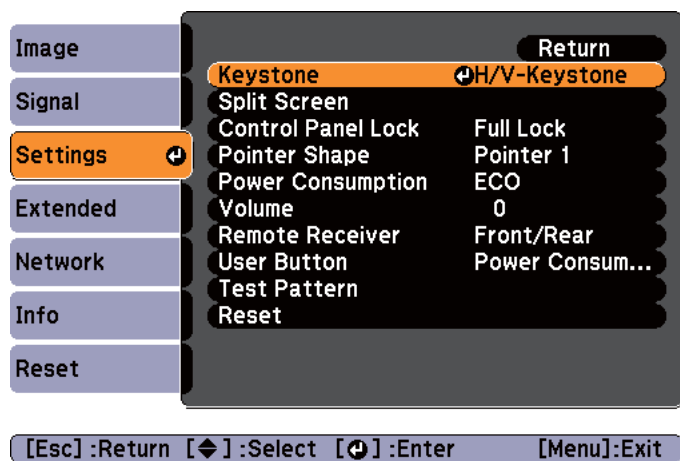 Image
Signal
Settings
Extended
Network
Info
Reset
Return
Keystone H/V-Keystone
Split Screen
Control Panel Lock Full Lock
Pointer Shape Pointer 1
Power Consumption ECO
Volume 0
Remote Receiver Front/Rear
User Button Power Consum...
Test Pattern
Reset
[Esc] :Return [◆] :Select [⏎] :Enter [Menu]:Exit